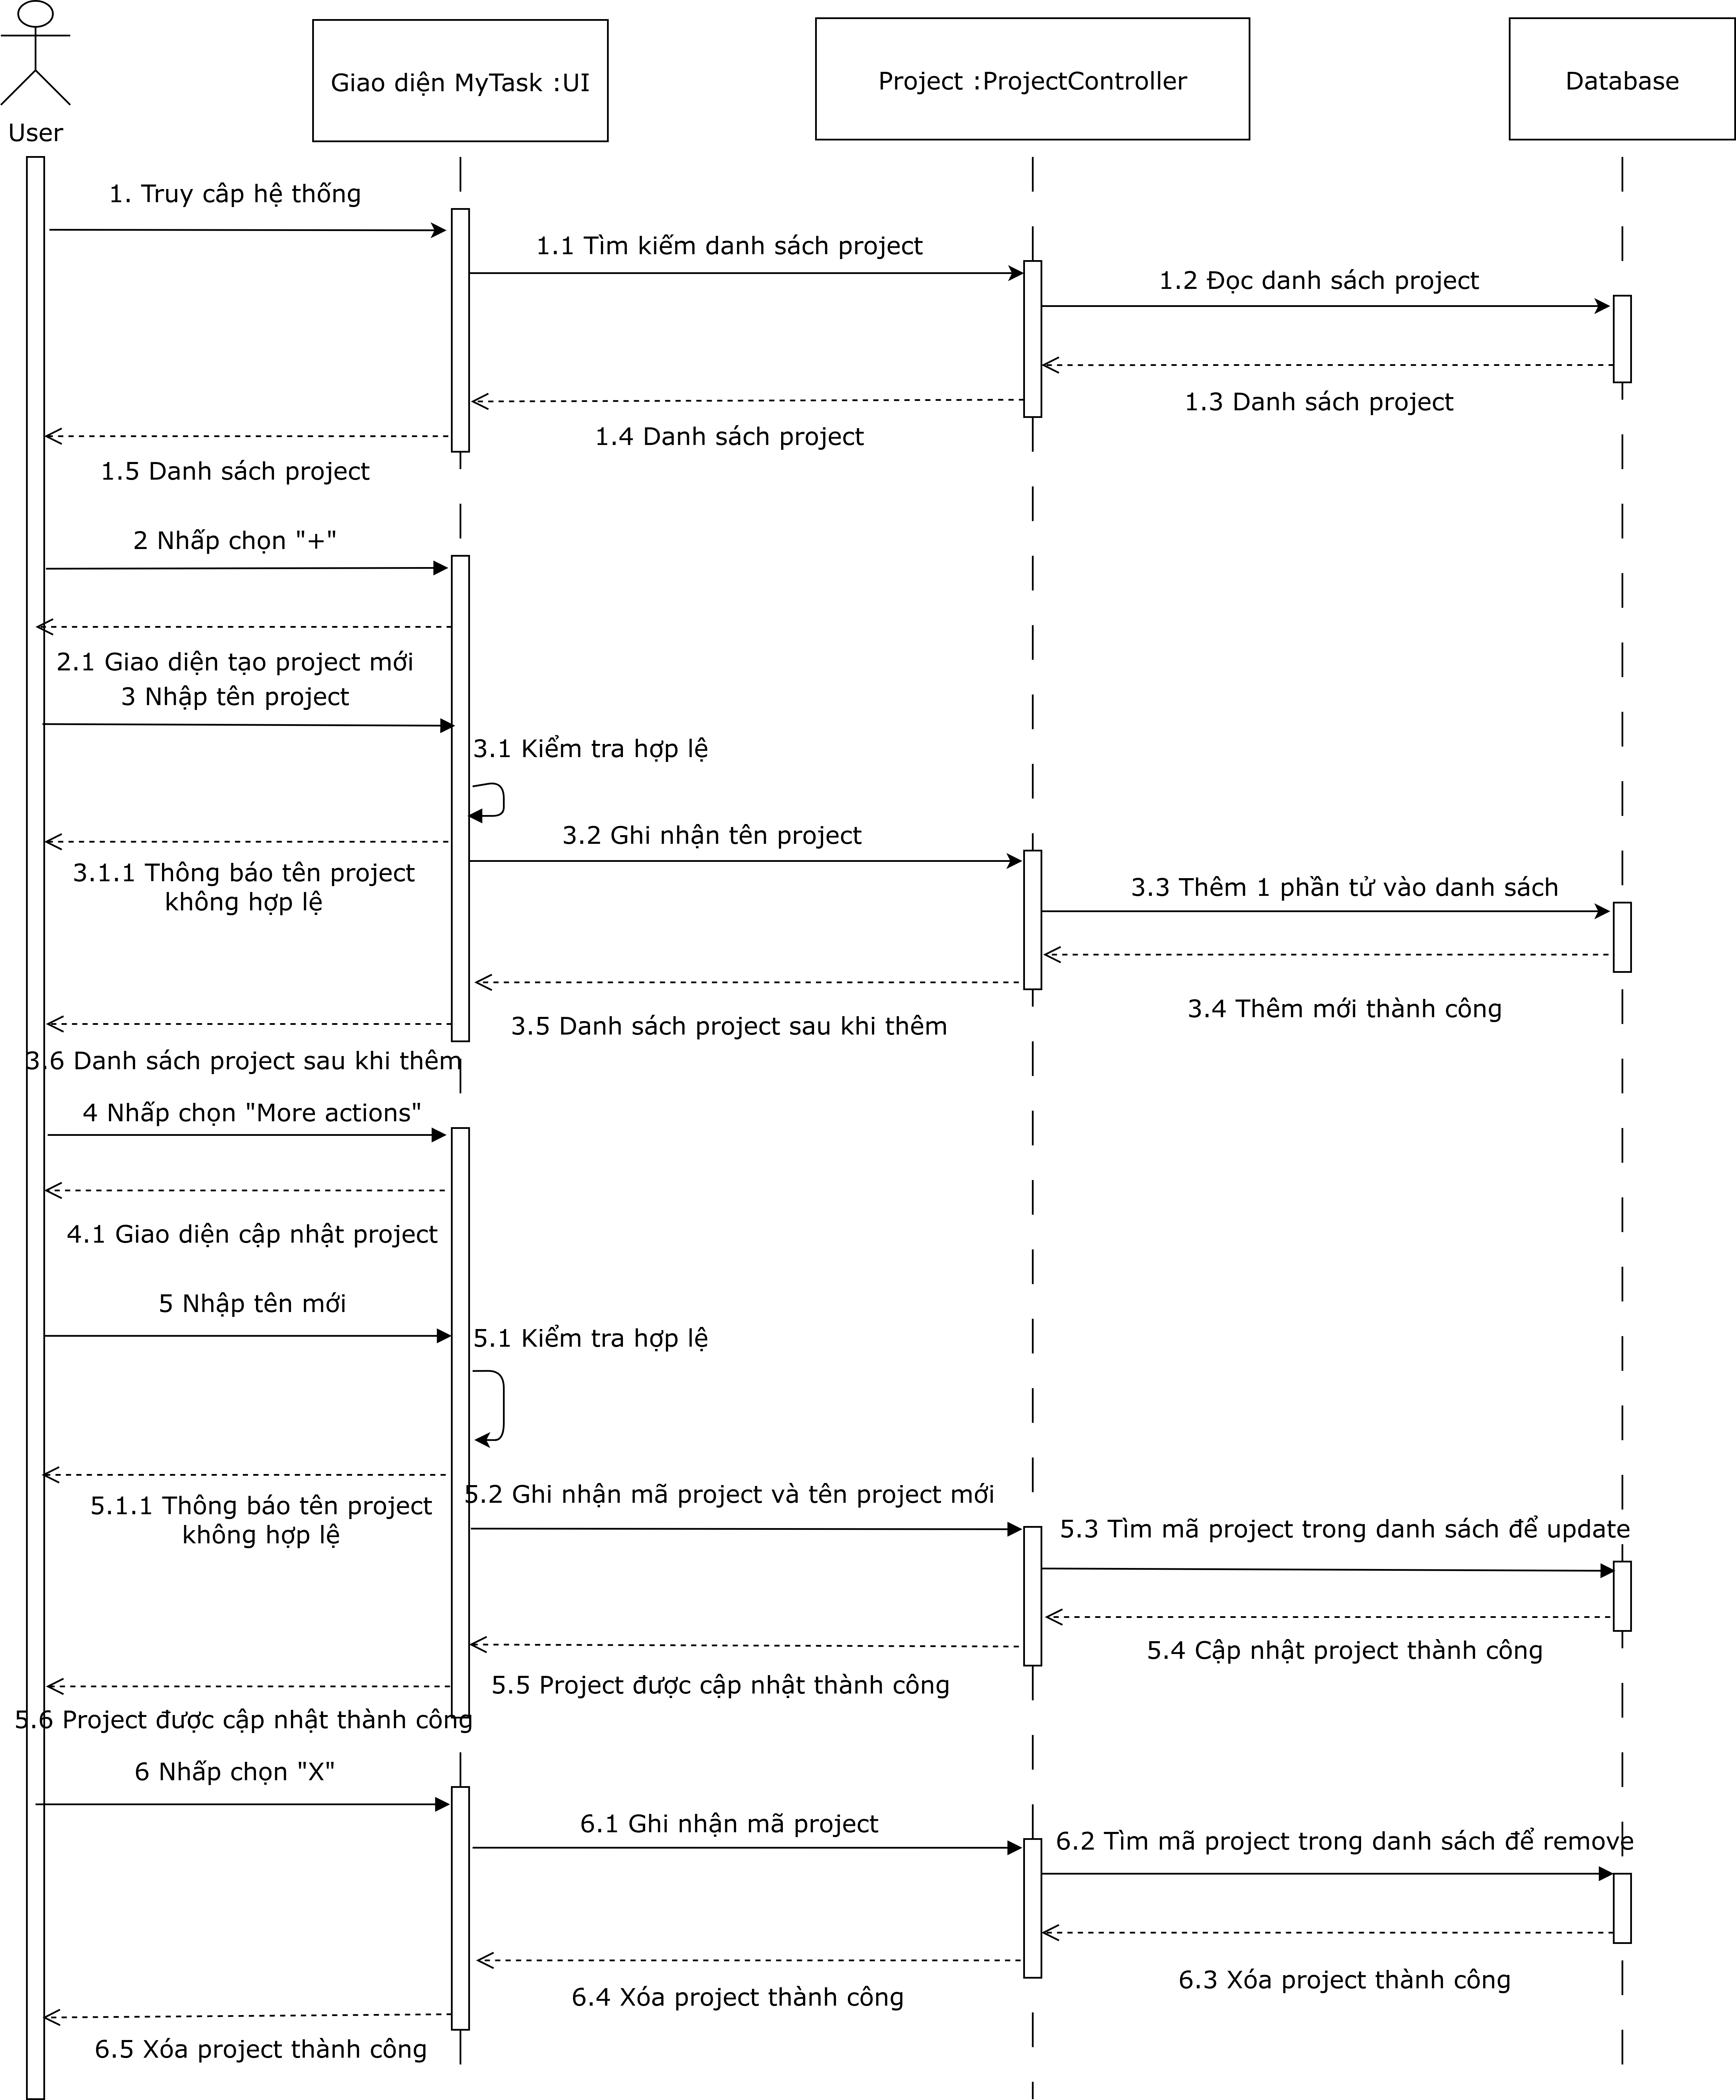 User
Giao diện MyTask :UI
Project :ProjectController
Database
1. Truy câp hệ thống
1.1 Tìm kiếm danh sách project
1.2 Đọc danh sách project
1.3 Danh sách project
1.4 Danh sách project
1.5 Danh sách project
2 Nhấp chọn "+"
2.1 Giao diện tạo project mới
3 Nhập tên project
3.1 Kiểm tra hợp lệ
3.2 Ghi nhận tên project
3.1.1 Thông báo tên project
không hợp lệ
3.3 Thêm 1 phần tử vào danh sách
3.4 Thêm mới thành công
3.5 Danh sách project sau khi thêm
3.6 Danh sách project sau khi thêm
4 Nhấp chọn "More actions"
4.1 Giao diện cập nhật project
5 Nhập tên mới
5.1 Kiểm tra hợp lệ
5.2 Ghi nhận mã project và tên project mới
5.1.1 Thông báo tên project
không hợp lệ
5.3 Tìm mã project trong danh sách để update
5.4 Cập nhật project thành công
5.5 Project được cập nhật thành công
5.6 Project được cập nhật thành công
6 Nhấp chọn "X"
6.1 Ghi nhận mã project
6.2 Tìm mã project trong danh sách để remove
6.3 Xóa project thành công
6.4 Xóa project thành công
6.5 Xóa project thành công